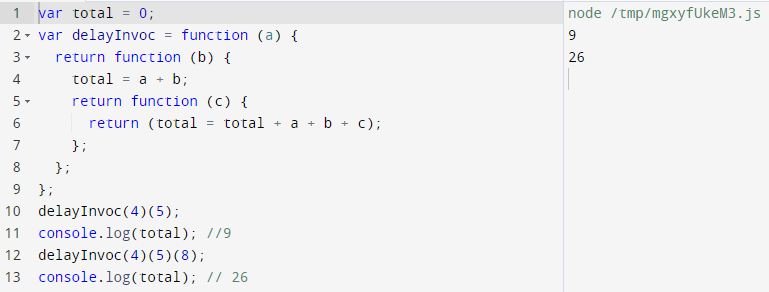 1 var total = 0;
2 var delayInvoc = function (a) {
3   return function (b) {
4     total = a + b;
5     return function (c) {
6       return (total = total + a + b + c);
7     };
8   };
9 };
10 delayInvoc(4)(5);
11 console.log(total); //9
12 delayInvoc(4)(5)(8);
13 console.log(total); // 26
node /tmp/mgxyfUkeM3.js
9
26